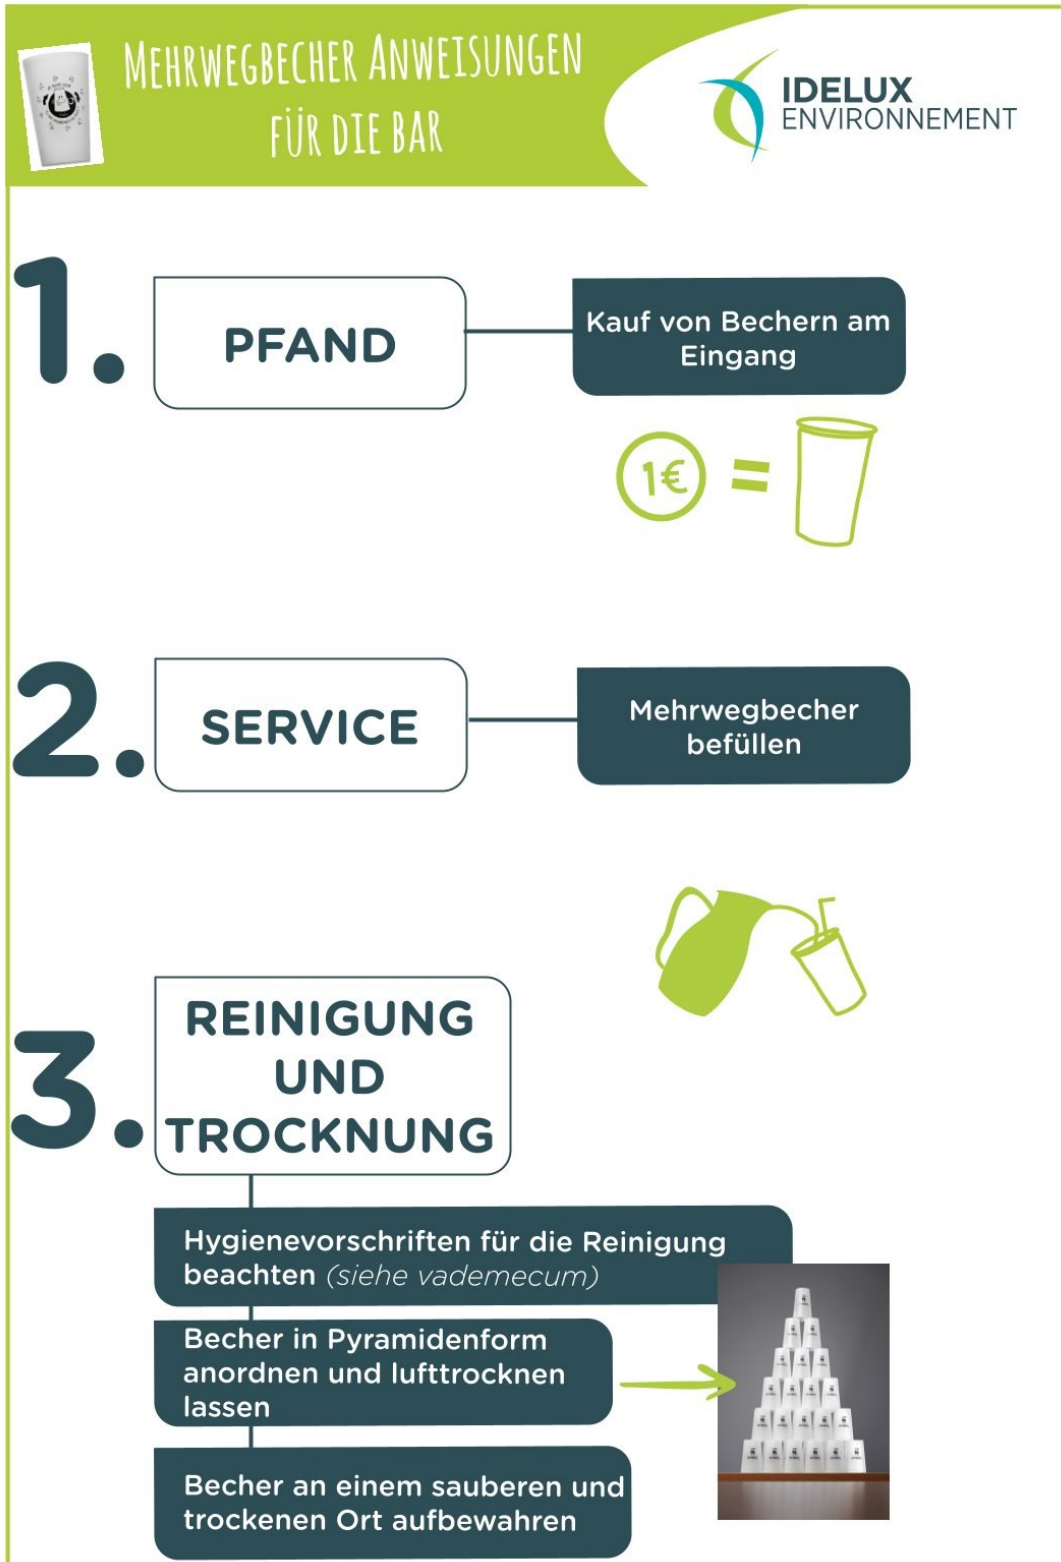 MEHRWEGBECHER ANWEISUNGEN
FÜR DIE BAR
IDELUX
ENVIRONNEMENT
1.
PFAND
Kauf von Bechern am
Eingang
1€ =
2.
SERVICE
Mehrwegbecher
befüllen
3.
REINIGUNG
UND
TROCKNUNG
Hygienevorschriften für die Reinigung
beachten (siehe vademecum)
Becher in Pyramidenform
anordnen und lufttrocknen
lassen
Becher an einem sauberen und
trockenen Ort aufbewahren